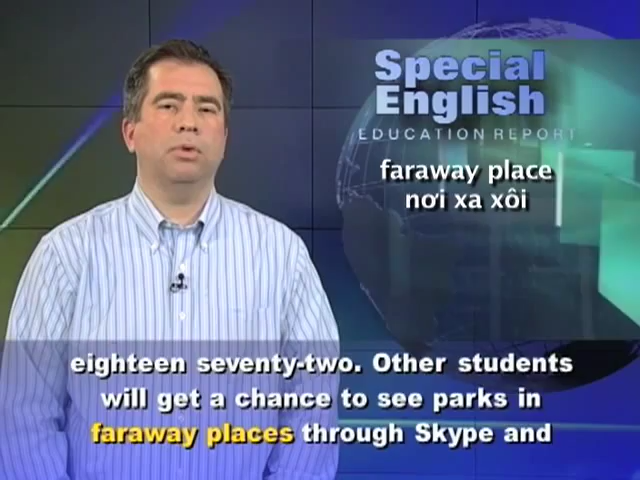 Special
English
EDUCATION REPORT
faraway place
nơi xa xôi
eighteen seventy-two. Other students
will get a chance to see parks in
faraway places through Skype and